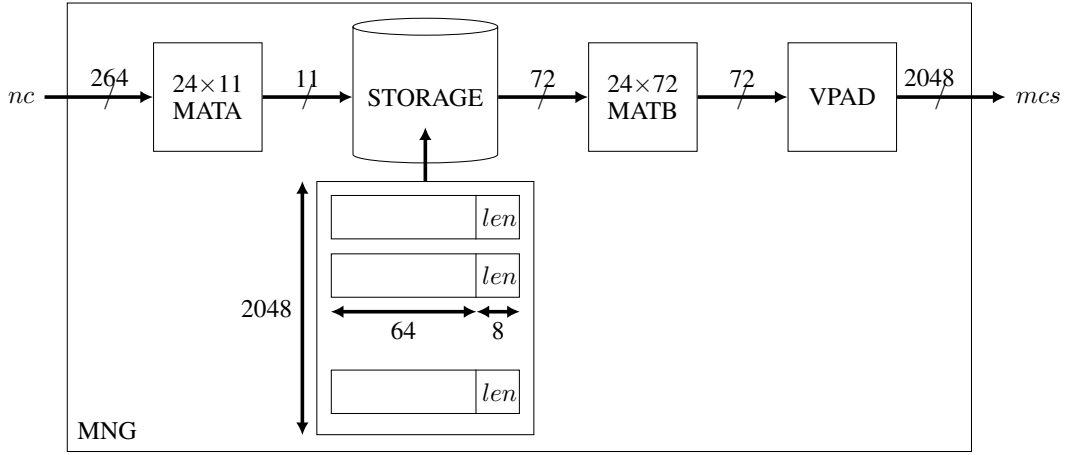 nc
264
24×11
MATA
11
STORAGE
72
24×72
MATB
72
VPAD
2048
mcs
len
len
2048
64
8
len
MNG